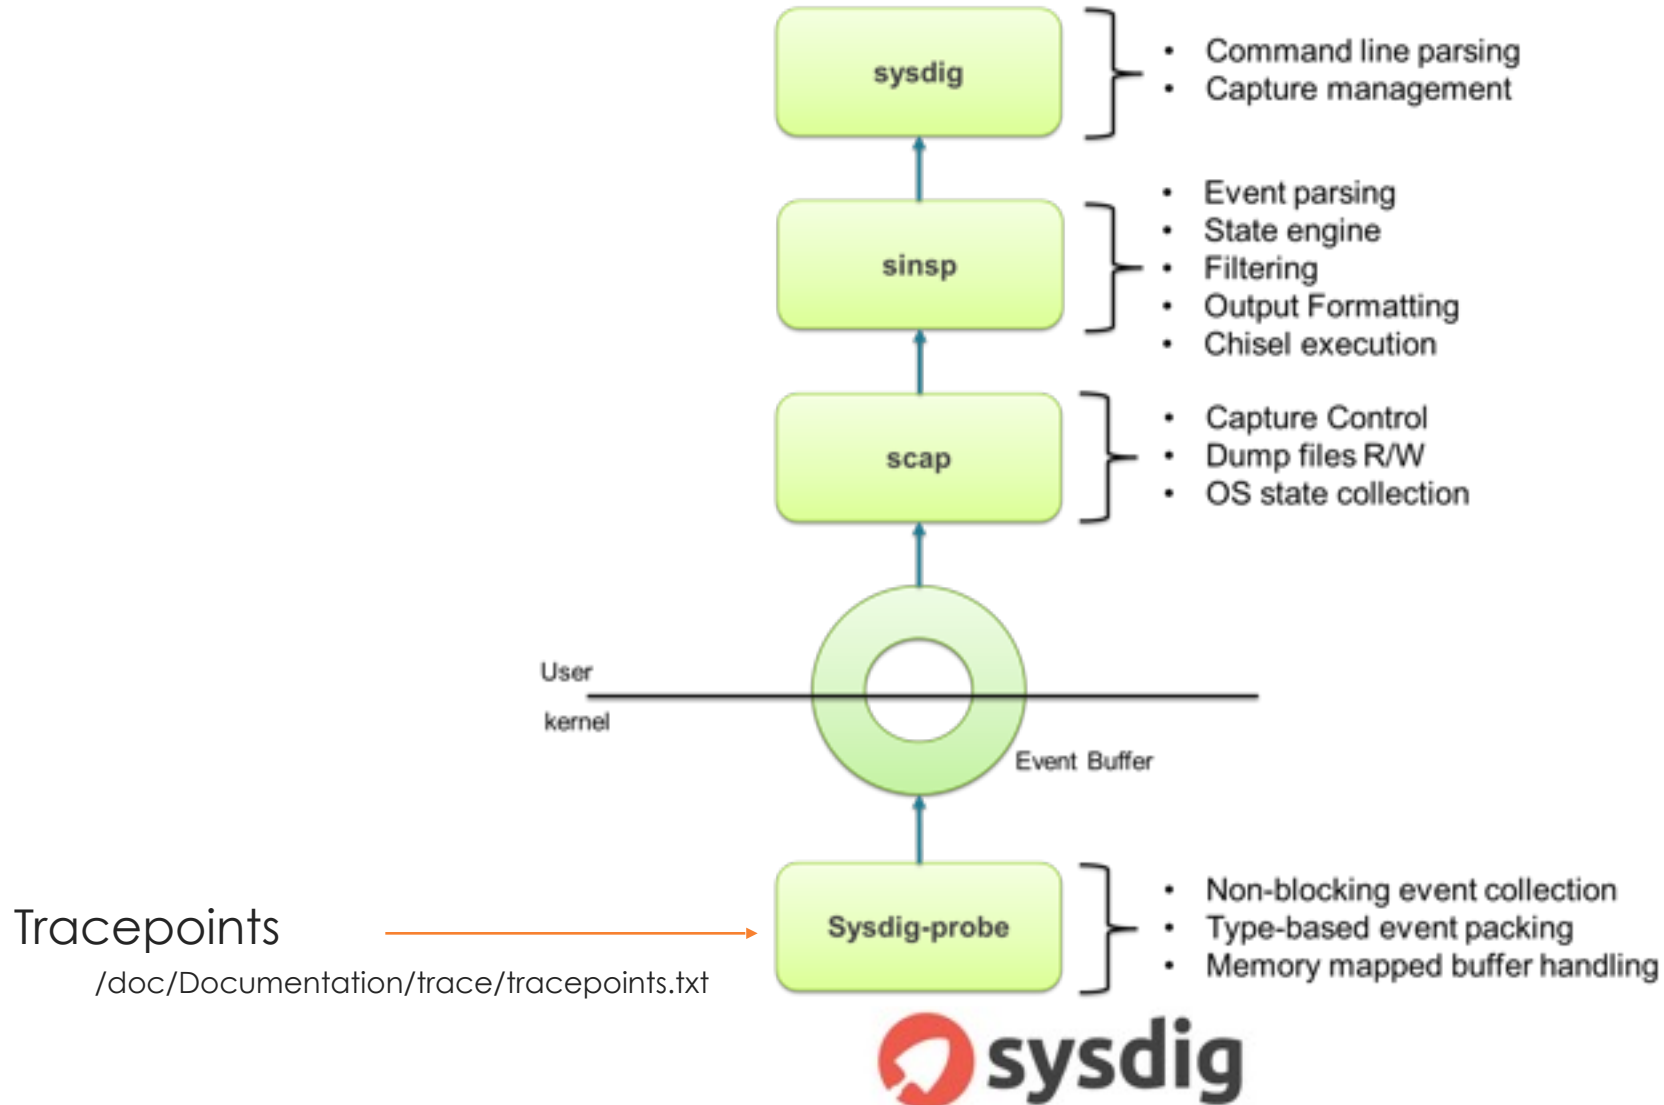 sysdig
• Command line parsing
• Capture management
sinsp
• Event parsing
• State engine
• Filtering
• Output Formatting
• Chisel execution
scap
• Capture Control
• Dump files R/W
• OS state collection
User
kernel
Event Buffer
Tracepoints
/doc/Documentation/trace/tracepoints.txt
Sysdig-probe
• Non-blocking event collection
• Type-based event packing
• Memory mapped buffer handling
sysdig